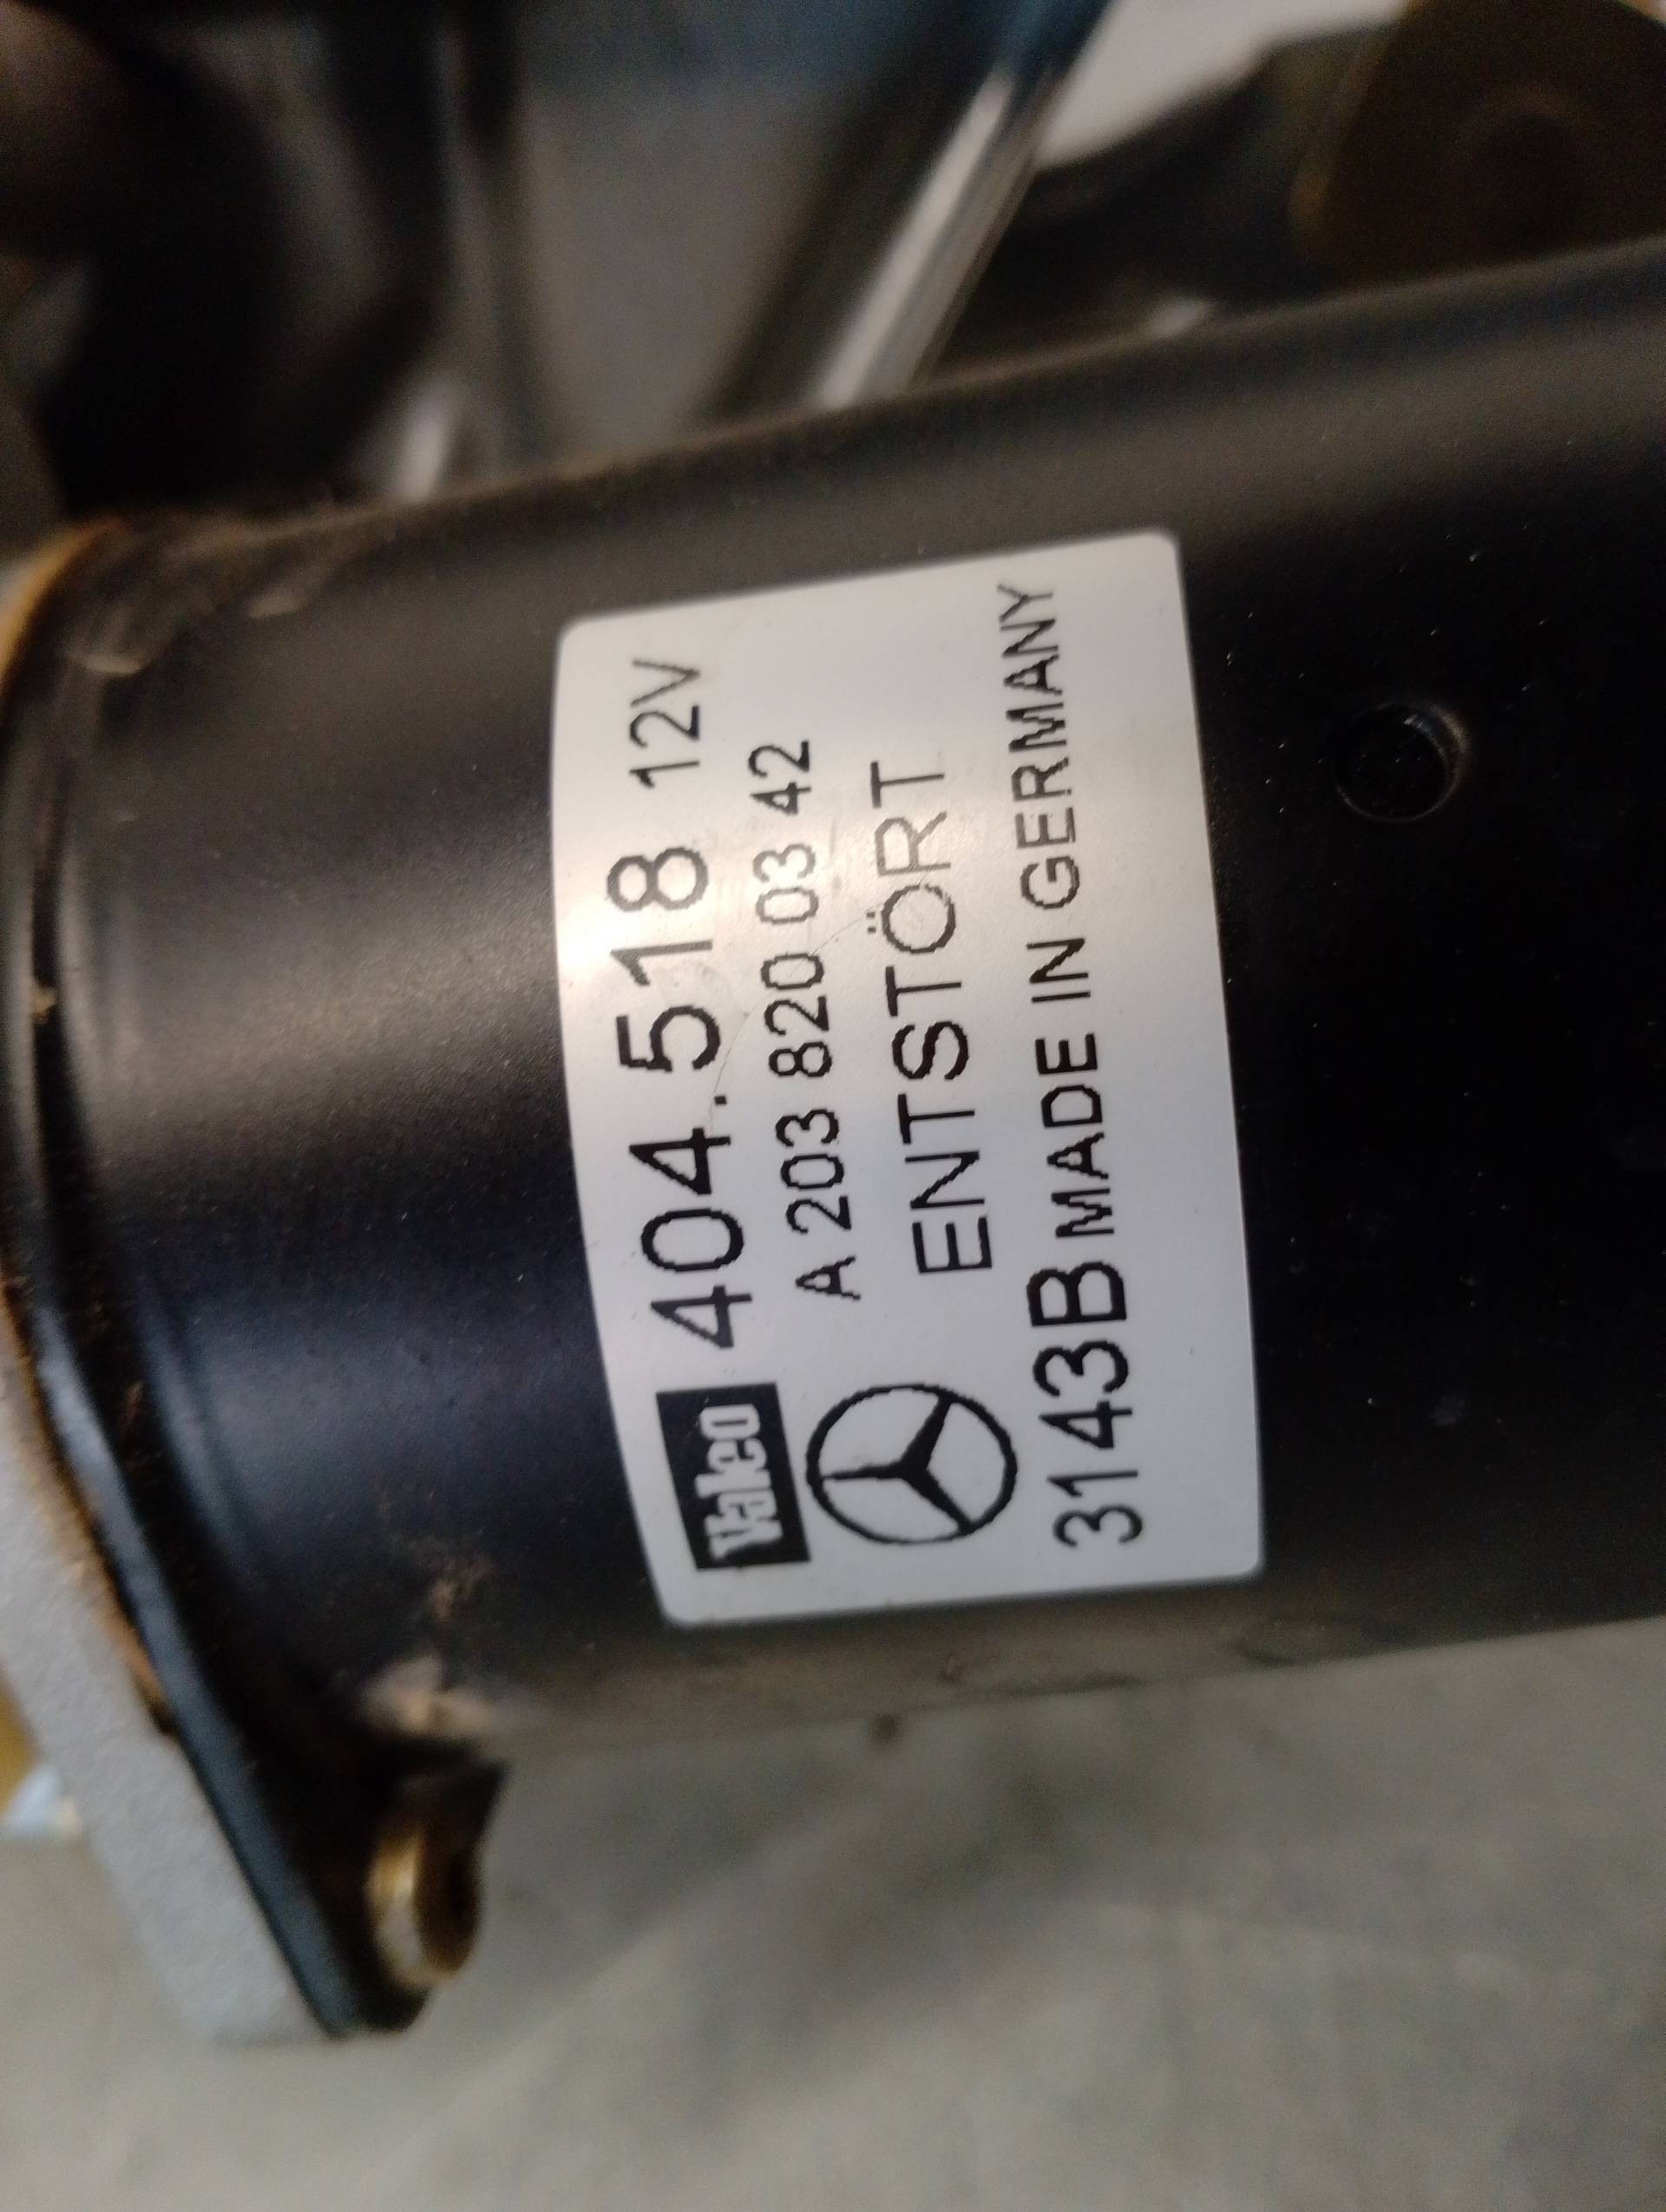 Valeo 404.518 12V
A 203 820 03 42
ENTSTÖRT
3143B MADE IN GERMANY